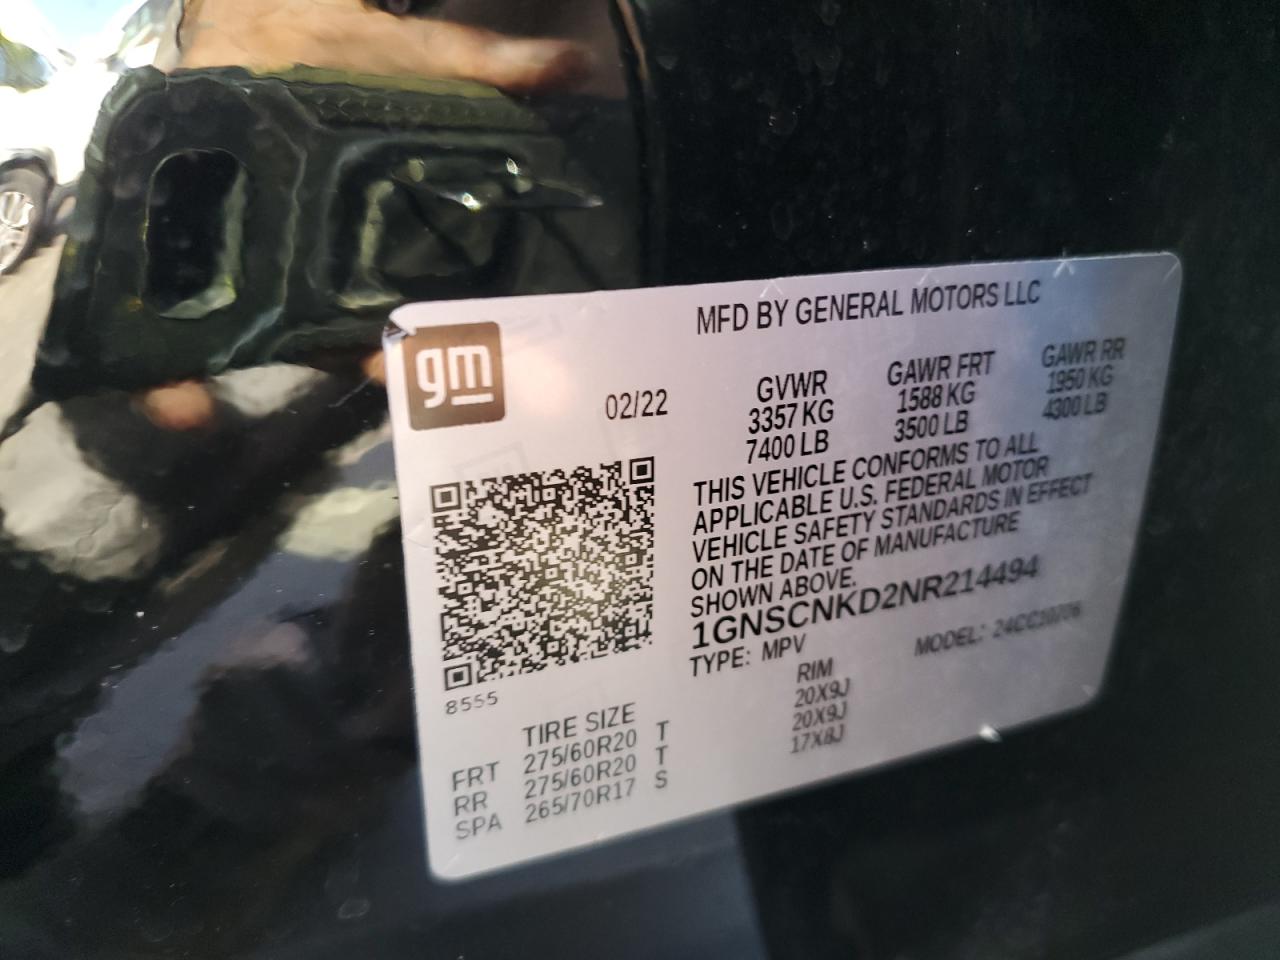 MFD BY GENERAL MOTORS LLC
gm
02/22
GVWR GAWR FRT GAWR RR
3357 KG 1588 KG 1950 KG
7400 LB 3500 LB 4300 LB
THIS VEHICLE CONFORMS TO ALL
APPLICABLE U.S. FEDERAL MOTOR
VEHICLE SAFETY STANDARDS IN EFFECT
ON THE DATE OF MANUFACTURE
SHOWN ABOVE.
1GNSCNKD2NR214494
TYPE: MPV MODEL:
8555
TIRE SIZE RIM
FRT 275/60R20 T 20X9J
RR 275/60R20 T 20X9J
SPA 265/70R17 S 17X8J